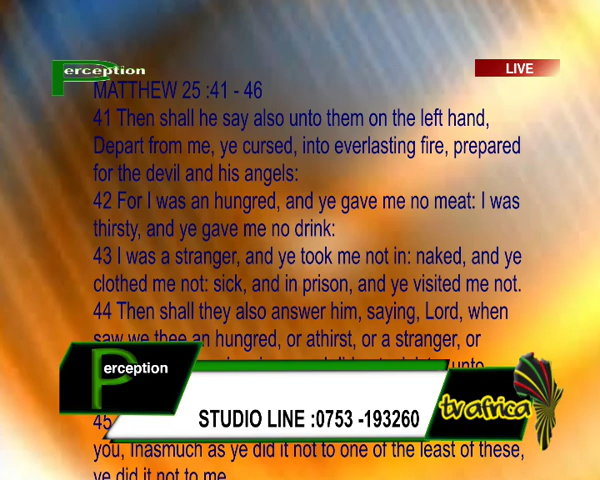 Perception
LIVE
MATTHEW 25 :41 - 46
41 Then shall he say also unto them on the left hand,
Depart from me, ye cursed, into everlasting fire, prepared
for the devil and his angels:
42 For I was an hungred, and ye gave me no meat: I was
thirsty, and ye gave me no drink:
43 I was a stranger, and ye took me not in: naked, and ye
clothed me not: sick, and in prison, and ye visited me not.
44 Then shall they also answer him, saying, Lord, when
saw we thee an hungred, or athirst, or a stranger, or
unto
Perception
tv africa
STUDIO LINE :0753 -193260
45
you, Inasmuch as ye did it not to one of the least of these,
ye did it not to me.